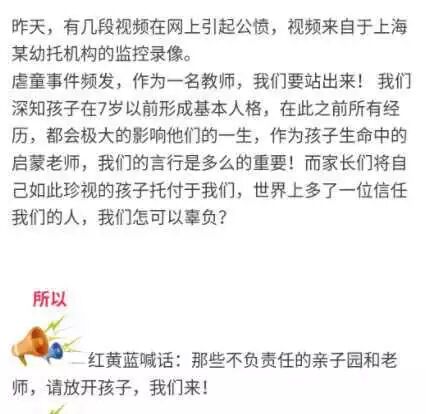 昨天，有几段视频在网上引起公愤，视频来自于上海
某幼托机构的监控录像。
虐童事件频发，作为一名教师，我们要站出来！ 我们
深知孩子在7岁以前形成基本人格，在此之前所有经
历，都会极大的影响他们的一生，作为孩子生命中的
启蒙老师，我们的言行是多么的重要！而家长们将自
己如此珍视的孩子托付于我们，世界上多了一位信任
我们的人，我们怎可以辜负？
所以
红黄蓝喊话：那些不负责任的亲子园和老
师，请放开孩子，我们来！